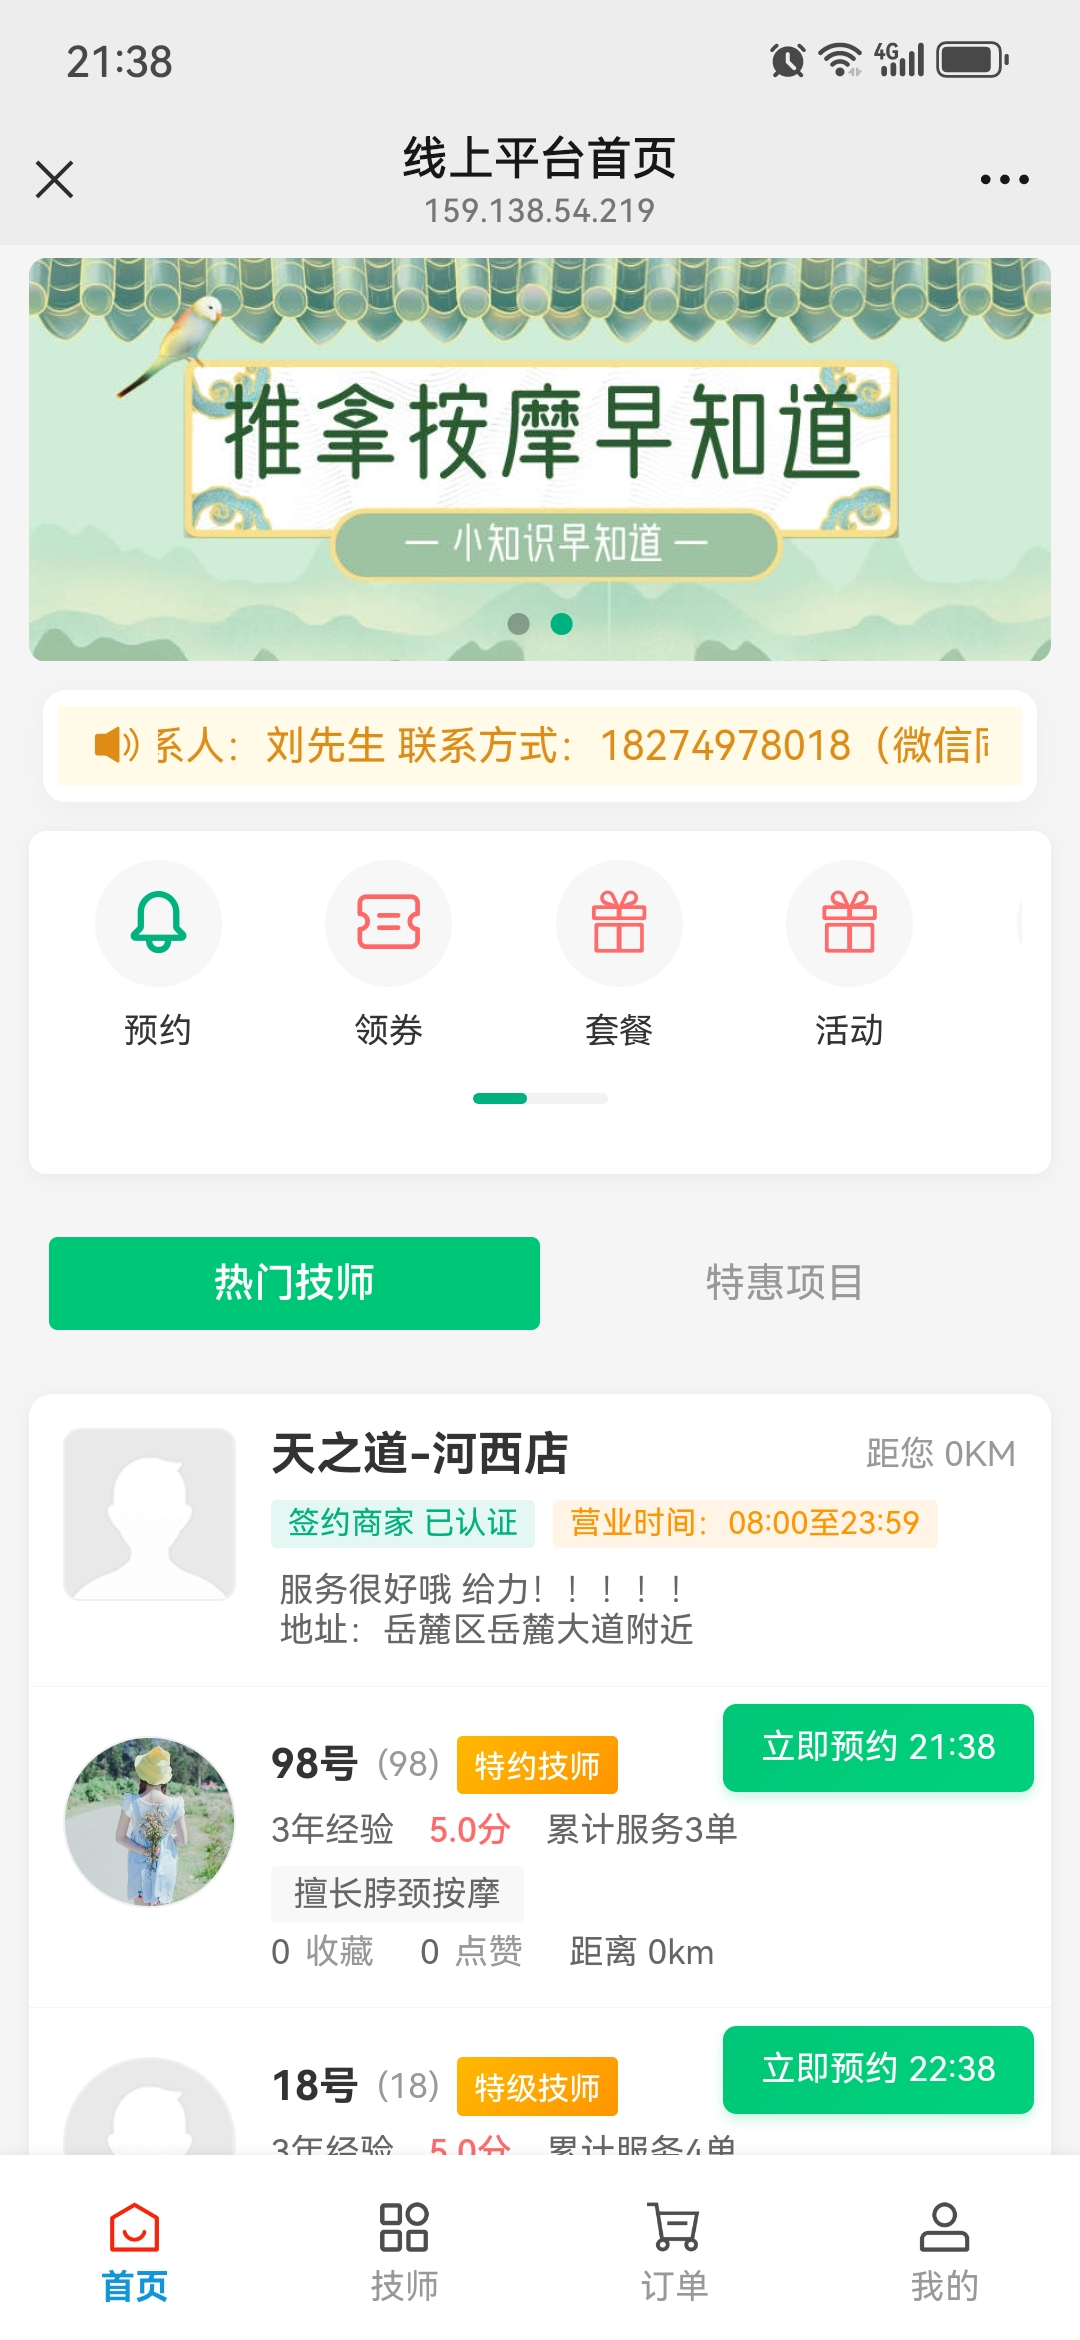 21:38
4G
线上平台首页
159.138.54.219
推拿按摩早知道
— 小知识早知道 —
系人：刘先生 联系方式：18274978018（微信同
预约
领券
套餐
活动
热门技师
特惠项目
天之道-河西店
距您 0KM
签约商家 已认证
营业时间：08:00至23:59
服务很好哦 给力！！！！！
地址：岳麓区岳麓大道附近
98号 (98) 特约技师
立即预约 21:38
3年经验 5.0分 累计服务3单
擅长脖颈按摩
0 收藏 0 点赞 距离 0km
18号 (18) 特级技师
立即预约 22:38
3年经验 5.0分 累计服务4单
首页
技师
订单
我的